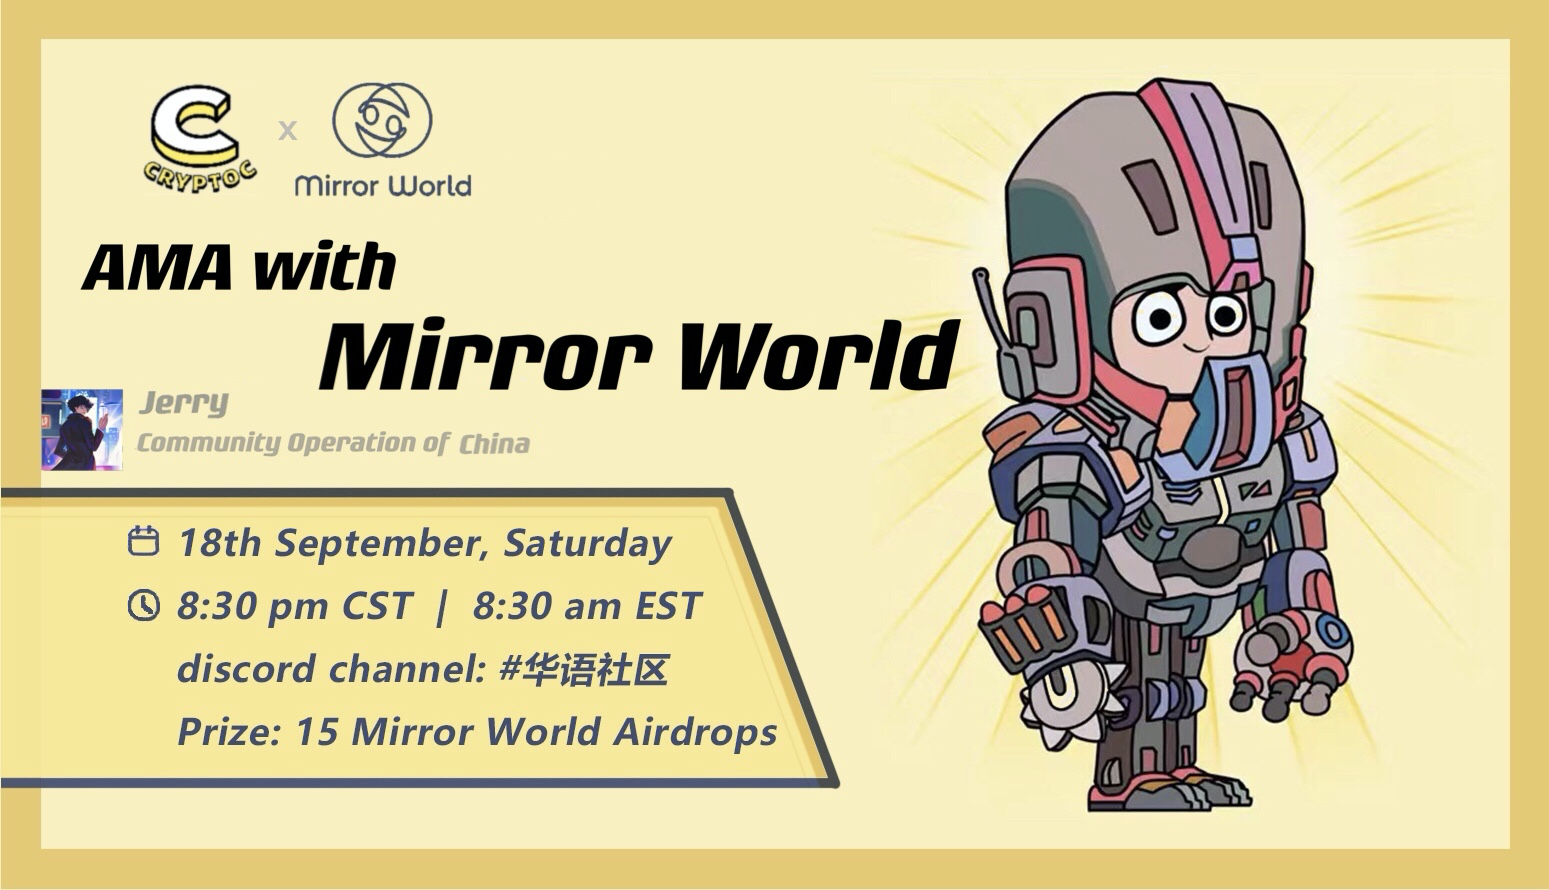 C
CRYPTOC
x
Mirror World
AMA with
Mirror World
Jerry
Community Operation of China
18th September, Saturday
8:30 pm CST | 8:30 am EST
discord channel: #华语社区
Prize: 15 Mirror World Airdrops